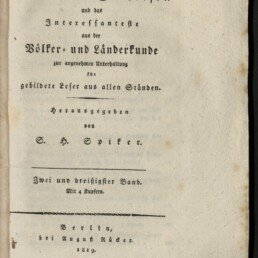 und das
Interessanteste
aus der
Völker- und Länderkunde
zur angenehmen Unterhaltung
für
gebildete Leser aus allen Ständen.
Herausgegeben
von
S. H. Spiker.
Zwei und dreißigster Band.
Mit 4 Kupfern.
Berlin,
bei August Rücker.